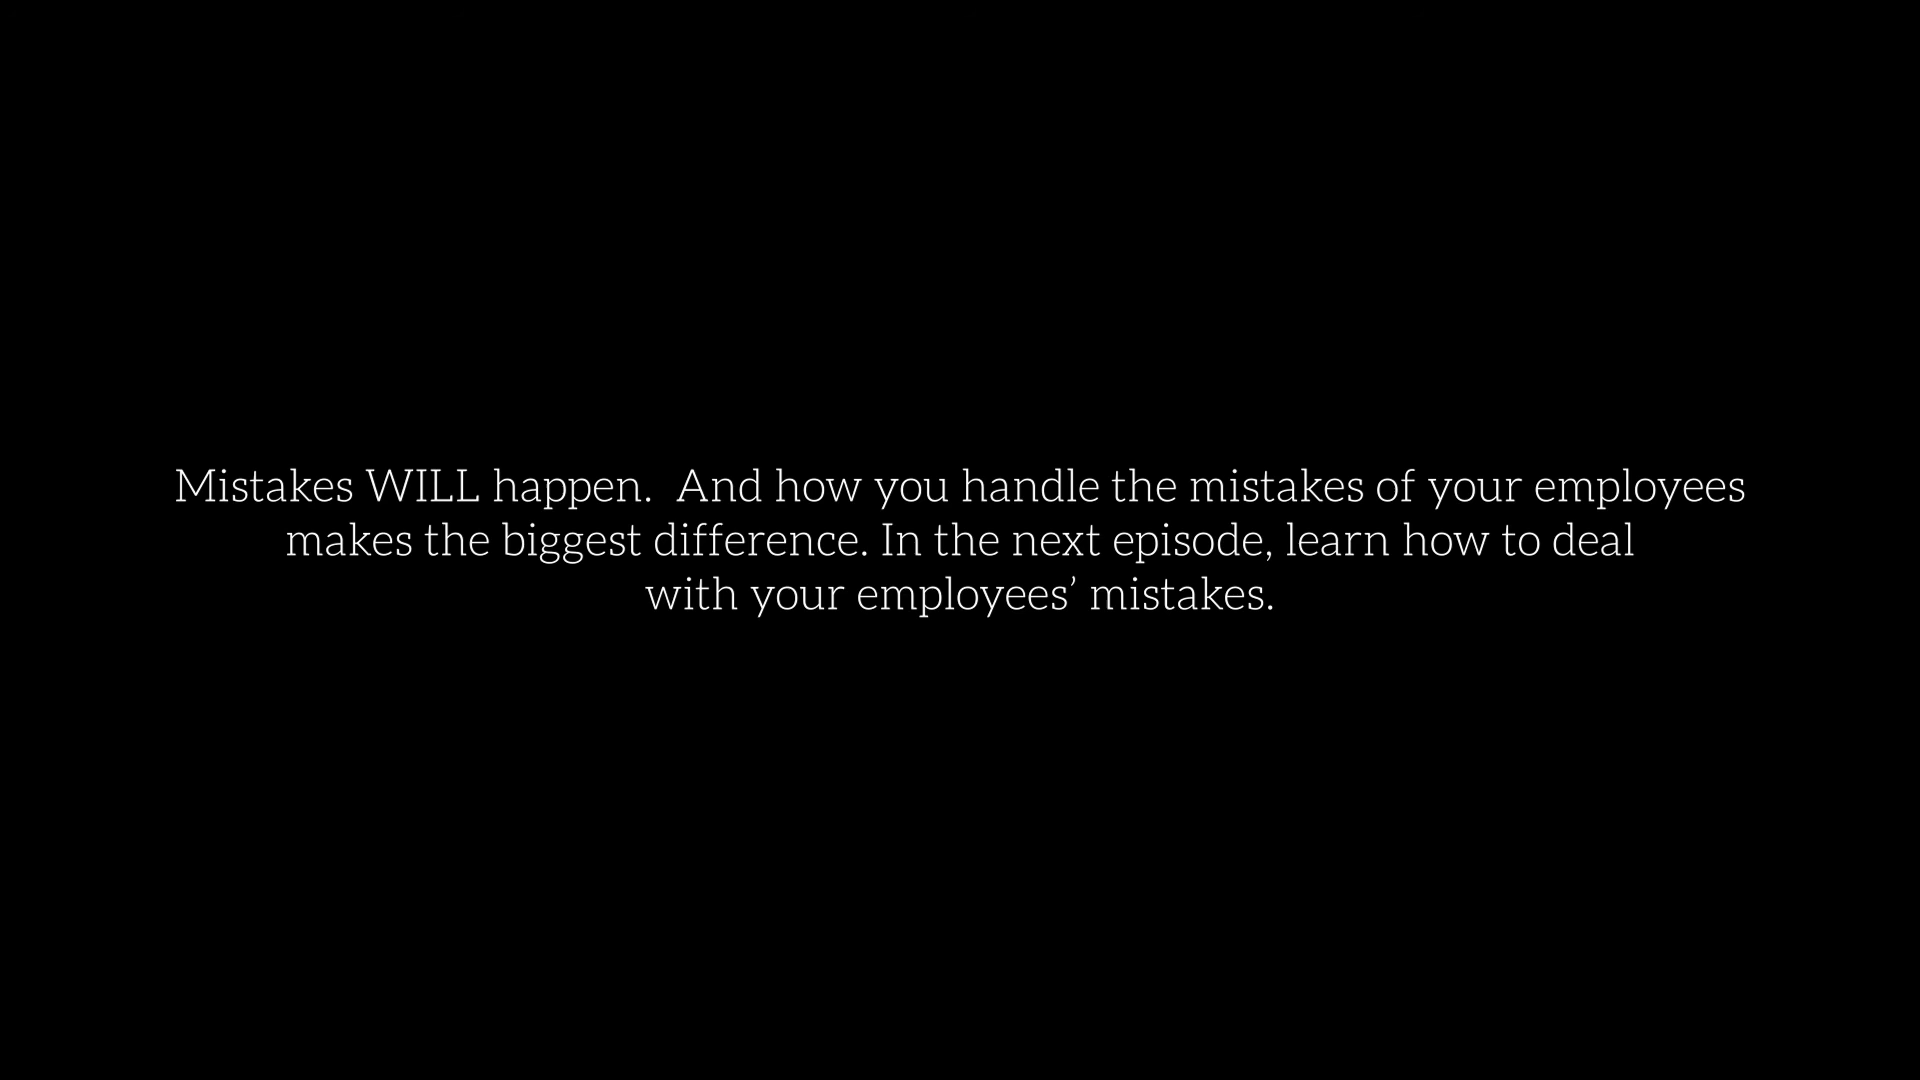 Mistakes WILL happen.  And how you handle the mistakes of your employees
makes the biggest difference. In the next episode, learn how to deal
with your employees’ mistakes.